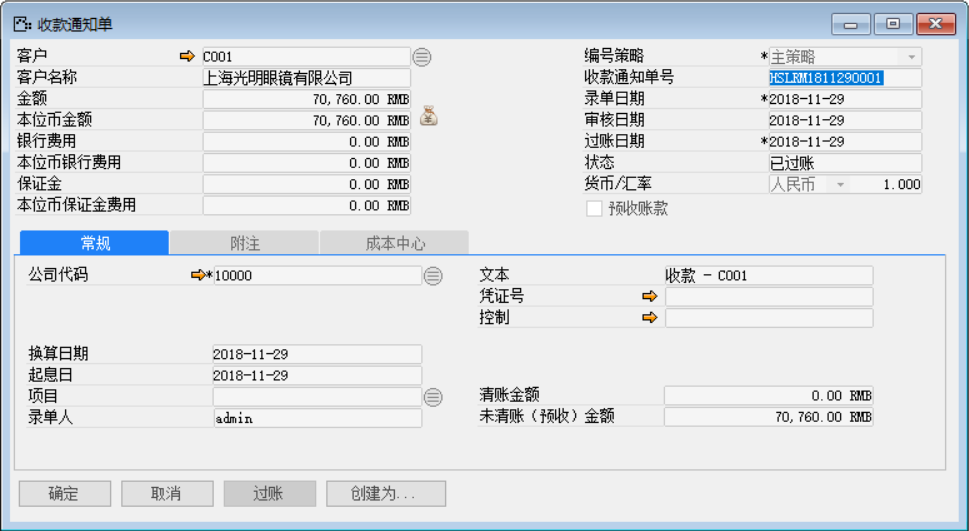 收款通知单
客户 C001 编号策略 *主策略
客户名称 上海光明眼镜有限公司 收款通知单号 HSLRM1811290001
金额 70,760.00 RMB 录单日期 *2018-11-29
本位币金额 70,760.00 RMB 审核日期 2018-11-29
银行费用 0.00 RMB 过账日期 *2018-11-29
本位币银行费用 0.00 RMB 状态 已过账
保证金 0.00 RMB 货币/汇率 人民币 1.000
本位币保证金费用 0.00 RMB 预收账款
常规 附注 成本中心
公司代码 *10000 文本 收款 - C001
凭证号
控制
换算日期 2018-11-29
起息日 2018-11-29
项目 清账金额 0.00 RMB
录单人 admin 未清账（预收）金额 70,760.00 RMB
确定 取消 过账 创建为...